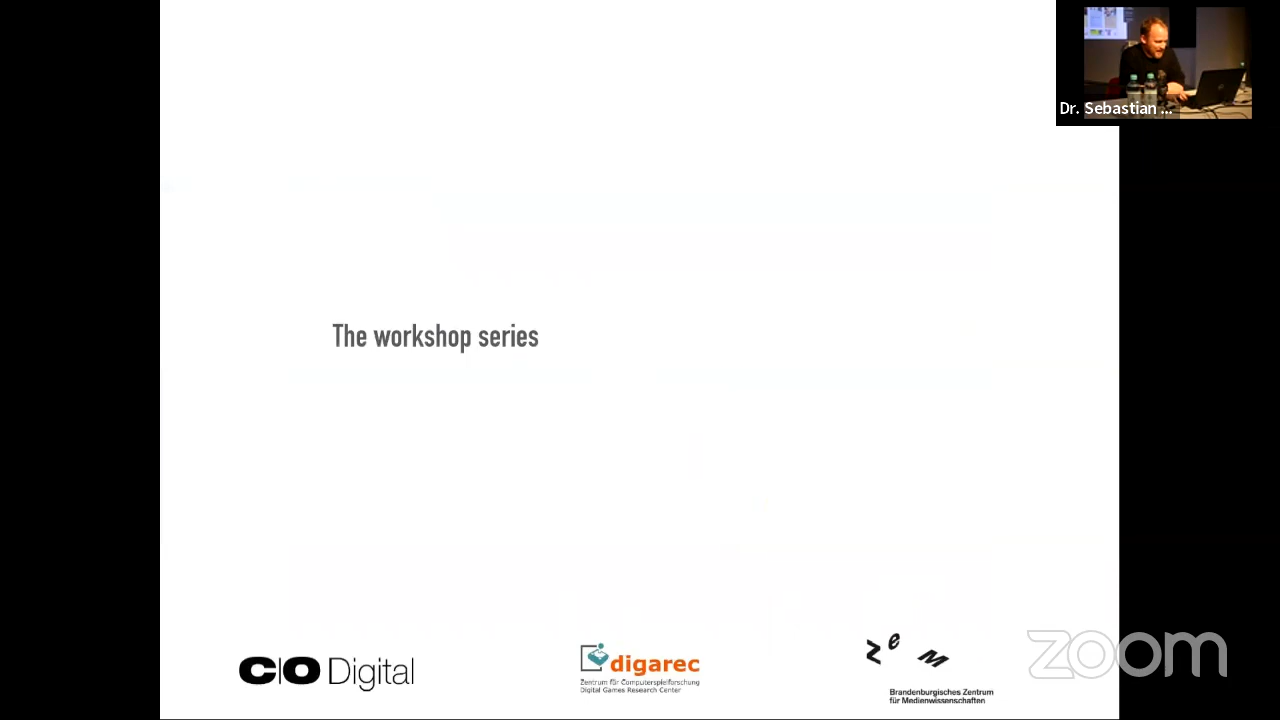 Dr. Sebastian ...
The workshop series
C|O Digital
digarec
Zentrum für Computerspielforschung
Digital Games Research Center
ZeM
Brandenburgisches Zentrum
für Medienwissenschaften
zoom